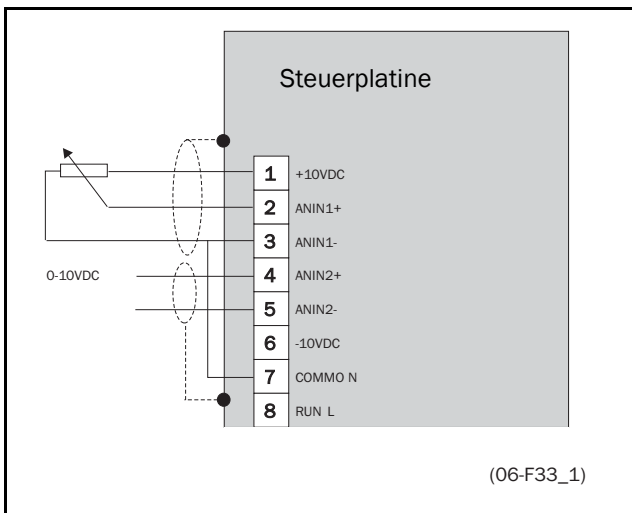 Steuerplatine
1 +10VDC
2 ANIN1+
3 ANIN1-
0-10VDC 4 ANIN2+
5 ANIN2-
6 -10VDC
7 COMMO N
8 RUN L
(06-F33_1)